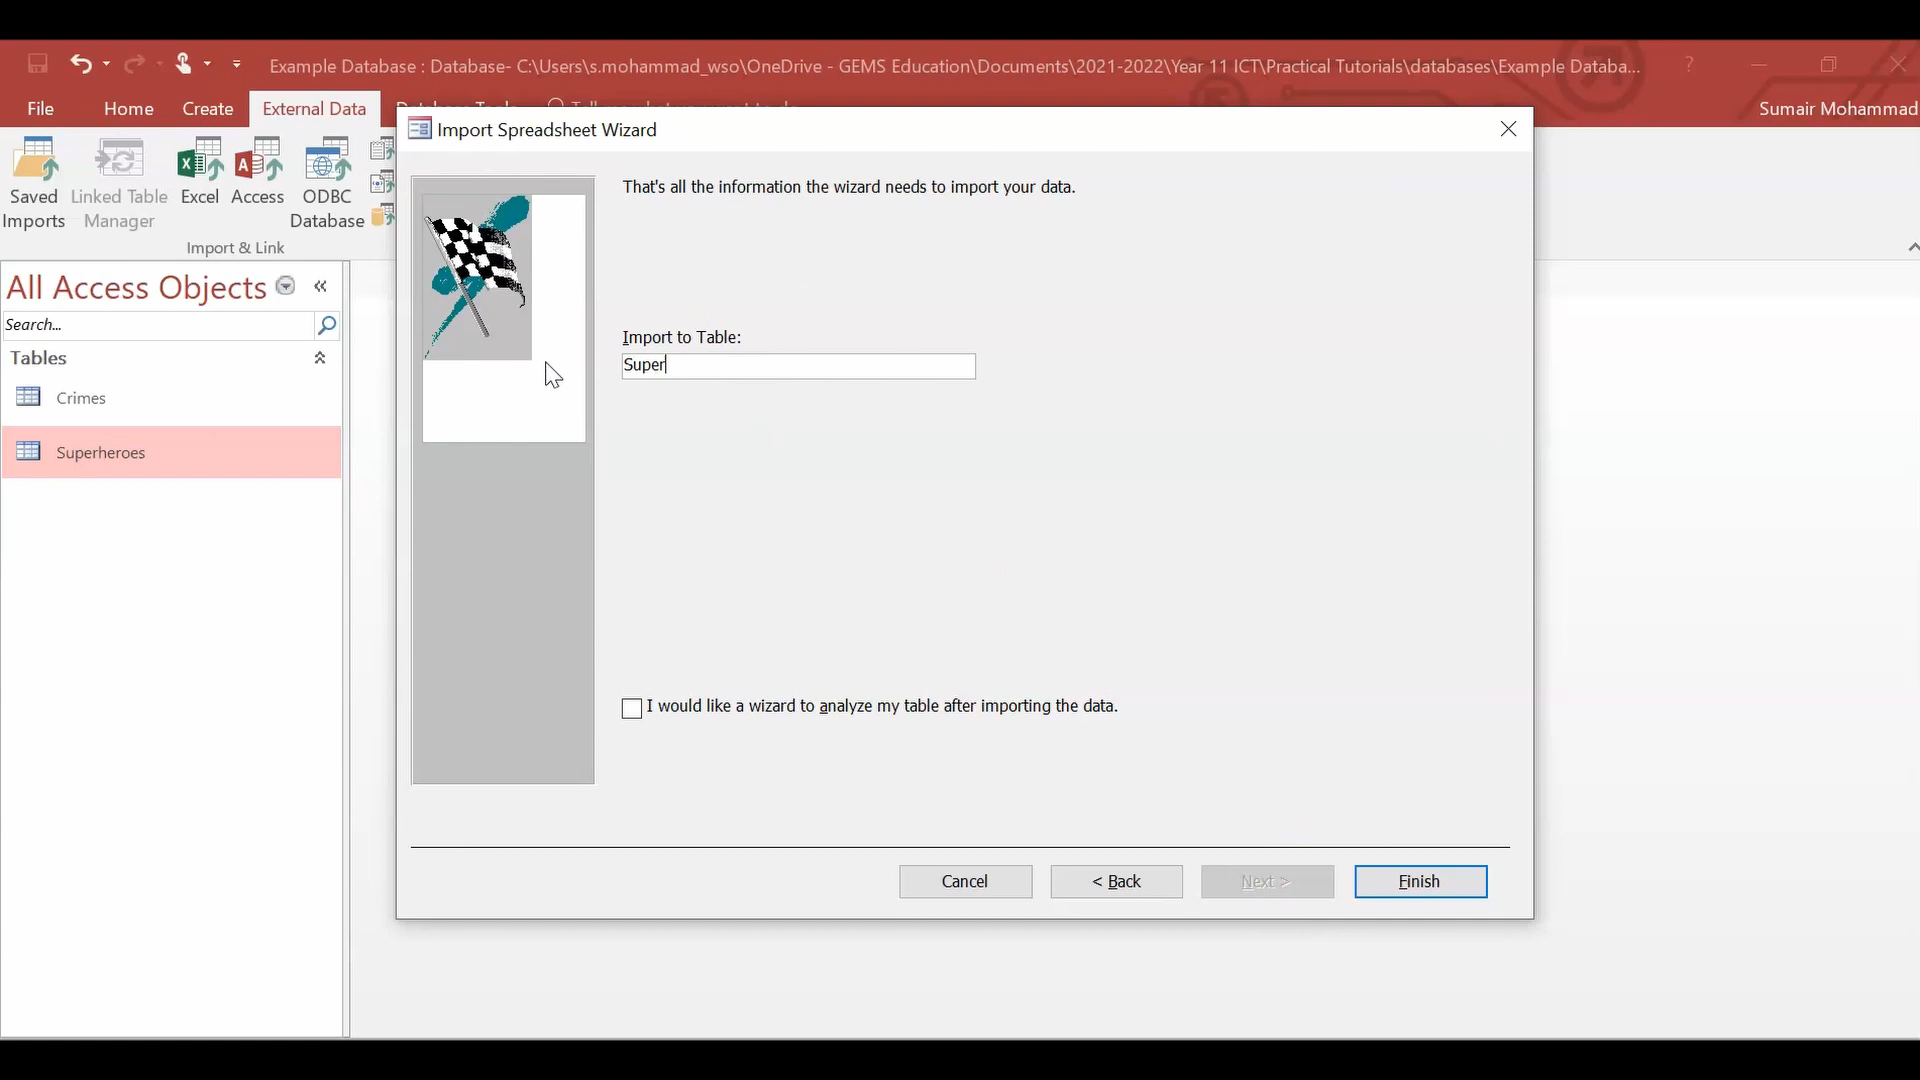 Example Database : Database- C:\Users\s.mohammad_wso\OneDrive - GEMS Education\Documents\2021-2022\Year 11 ICT\Practical Tutorials\databases\Example Databa...
?
File Home Create External Data
Sumair Mohammad
Import Spreadsheet Wizard
Saved Imports
Linked Table Manager
Excel
Access
ODBC Database
Import & Link
All Access Objects
Search...
Tables
Crimes
Superheroes
That's all the information the wizard needs to import your data.
Import to Table:
Super
I would like a wizard to analyze my table after importing the data.
Cancel
< Back
Next >
Finish